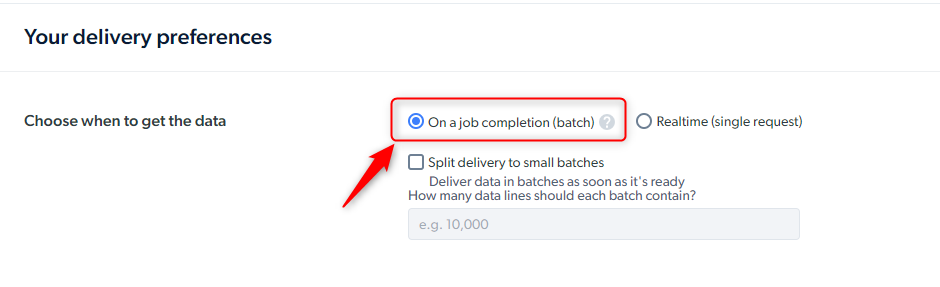 Your delivery preferences
Choose when to get the data
On a job completion (batch) ? Realtime (single request)
Split delivery to small batches
Deliver data in batches as soon as it's ready
How many data lines should each batch contain?
e.g. 10,000